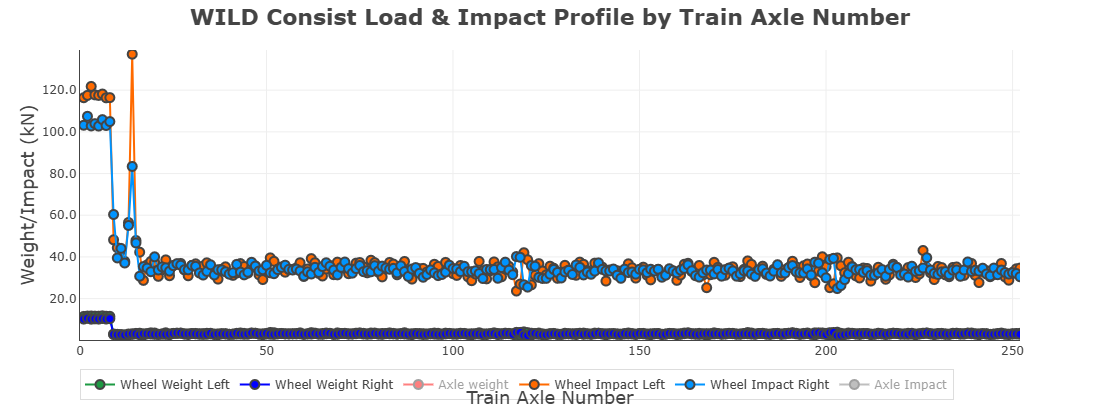 WILD Consist Load & Impact Profile by Train Axle Number
Weight/Impact (kN)
120.0
100.0
80.0
60.0
40.0
20.0
0 50 100 150 200 250
Wheel Weight Left Wheel Weight Right Axle weight Wheel Impact Left Wheel Impact Right Axle Impact
Train Axle Number